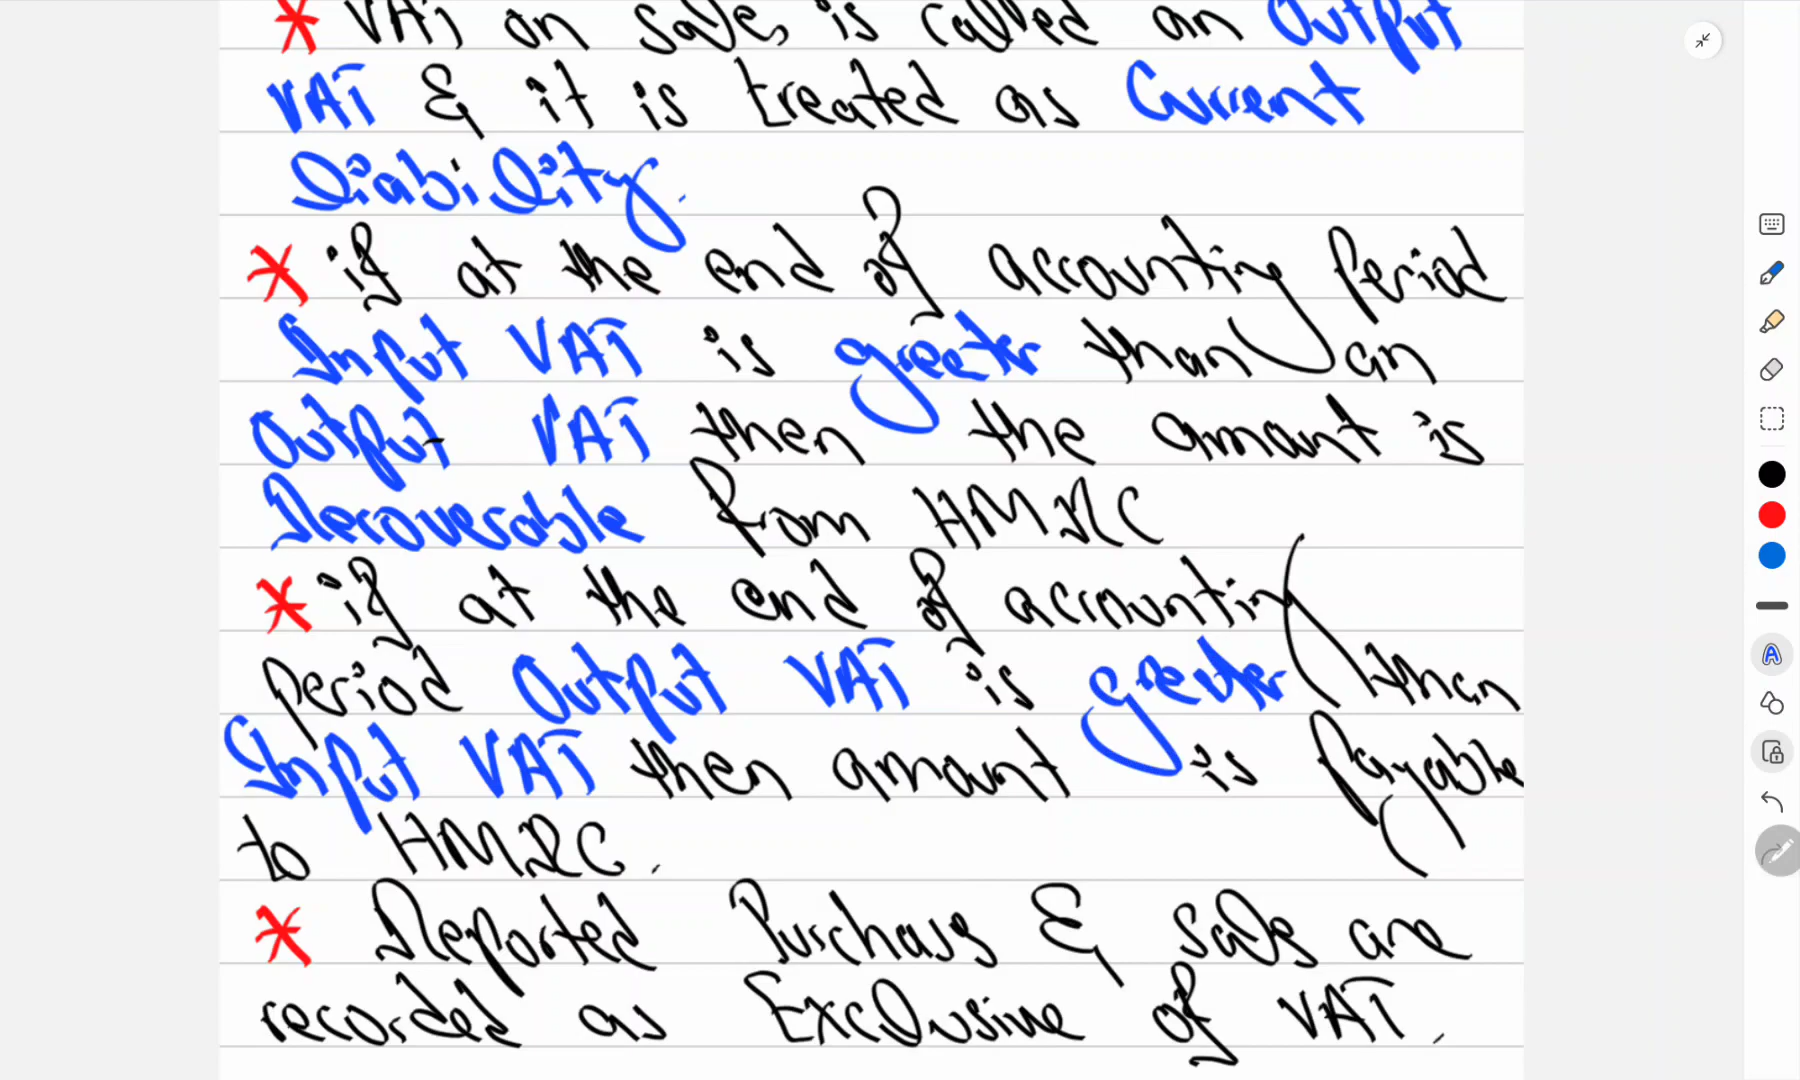 * VAT on sales is called an Output
VAT & it is treated as Current
Liability.
* if at the end of accounting Period
Input VAT is greater than an
Output VAT then the amount is
Recoverable from HMRC
* if at the end of accounting
Period Output VAT is greater than
Input VAT then amount is Payable
to HMRC.
* Reported Purchases & Sales are
recorded as Exclusive of VAT.